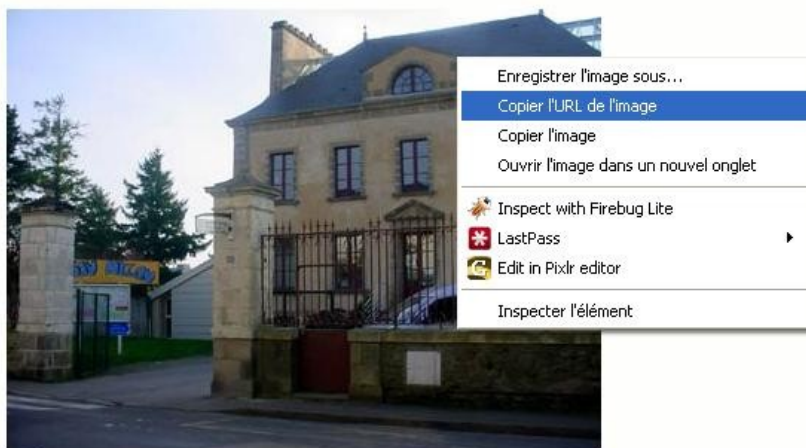 Enregistrer l'image sous...
Copier l'URL de l'image
Copier l'image
Ouvrir l'image dans un nouvel onglet
Inspect with Firebug Lite
LastPass
Edit in Pixlr editor
Inspecter l'élément